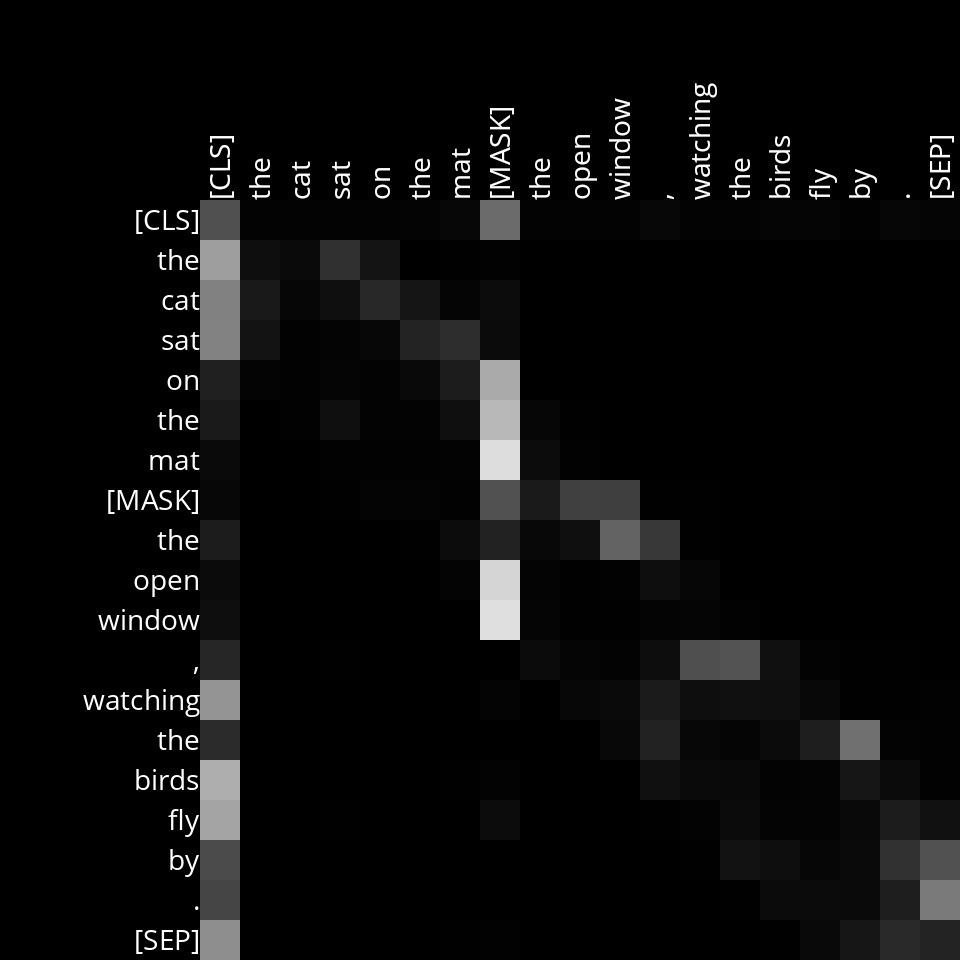 [CLS] the cat sat on the mat [MASK] the open window , watching the birds fly by . [SEP]
[CLS]
the
cat
sat
on
the
mat
[MASK]
the
open
window
,
watching
the
birds
fly
by
.
[SEP]